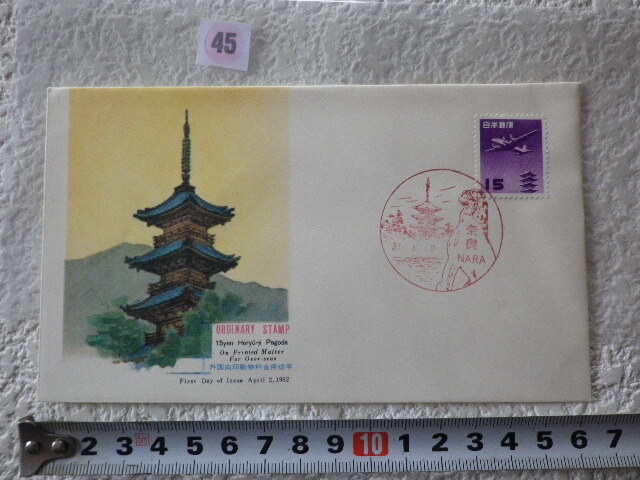 45
日本郵便
15
奈良
NARA
ORDINARY STAMP
15yen Horyū-ji Pagoda
On Printed Matter
For Over-seas
外国向印刷物料金用切手
First Day of Issue April 2, 1962
2 3 4 5 6 7 8 9 10 1 2 3 4 5 6 7